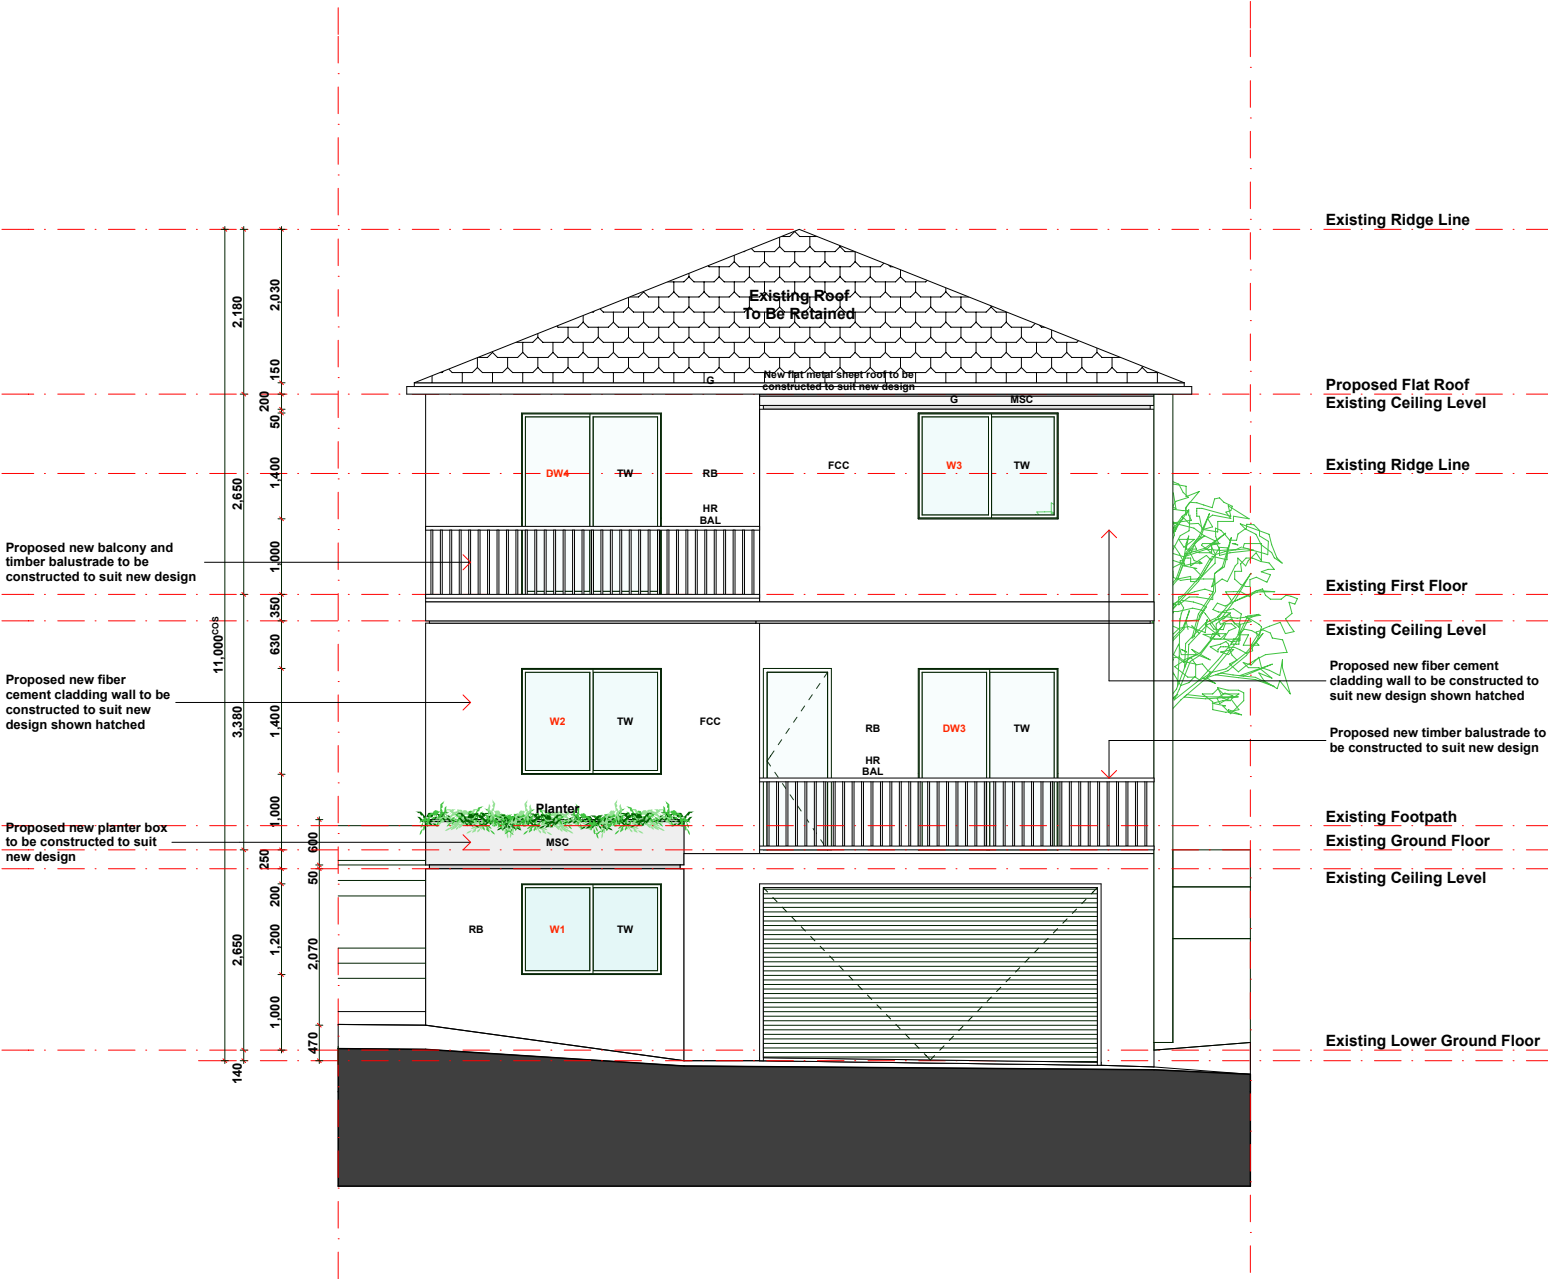 Existing Ridge Line
2,180
2,030
Existing Roof
To Be Retained
150
G
New flat metal sheet roof to be
constructed to suit new design
Proposed Flat Roof
Existing Ceiling Level
200
50
G
MSC
1,400
2,650
DW4
TW
RB
FCC
W3
TW
Existing Ridge Line
HR
BAL
Proposed new balcony and
timber balustrade to be
constructed to suit new design
1,000
Existing First Floor
350
11,000COS
630
Existing Ceiling Level
Proposed new fiber
cement cladding wall to be
constructed to suit new
design shown hatched
Proposed new fiber cement
cladding wall to be constructed to
suit new design shown hatched
3,380
1,400
W2
TW
FCC
RB
DW3
TW
HR
BAL
Proposed new timber balustrade to
be constructed to suit new design
1,000
Planter
Existing Footpath
Proposed new planter box
to be constructed to suit
new design
600
MSC
Existing Ground Floor
250
50
Existing Ceiling Level
200
2,650
1,200
2,070
RB
W1
TW
1,000
470
Existing Lower Ground Floor
140